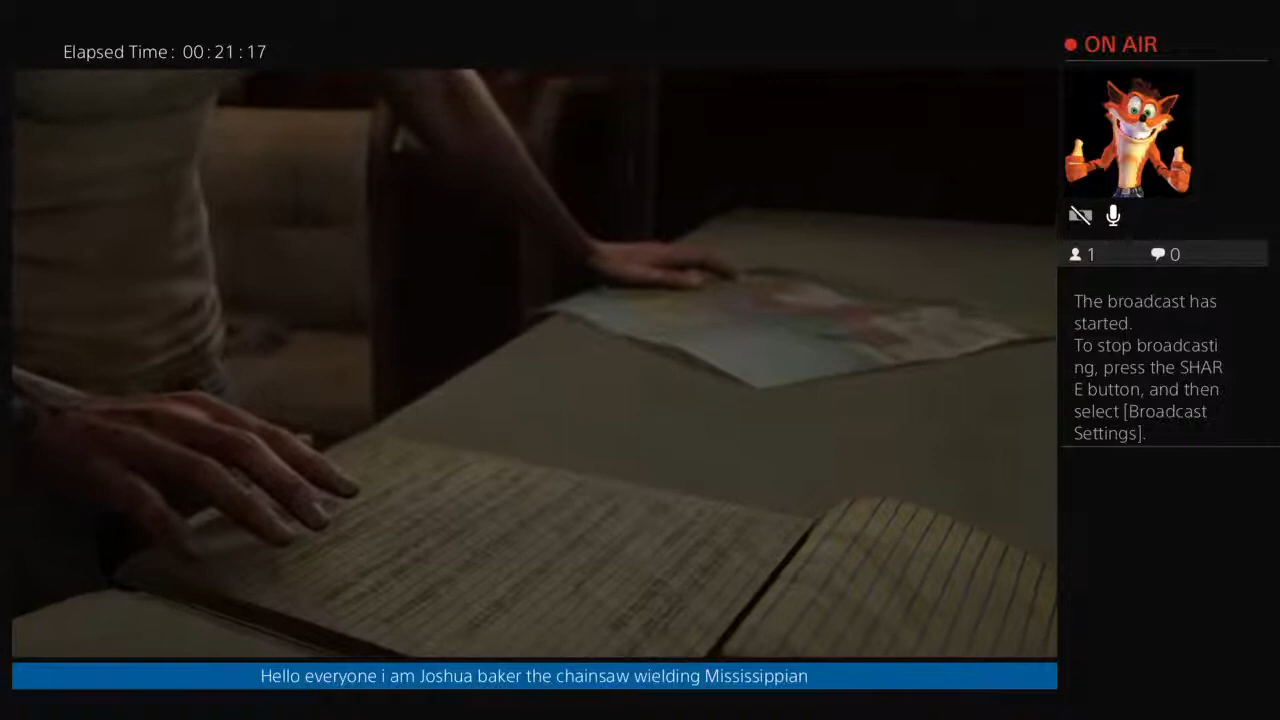 Elapsed Time: 00:21:17
ON AIR
1 0
The broadcast has
started.
To stop broadcasti
ng, press the SHAR
E button, and then
select [Broadcast
Settings].
Hello everyone i am Joshua baker the chainsaw wielding Mississippian